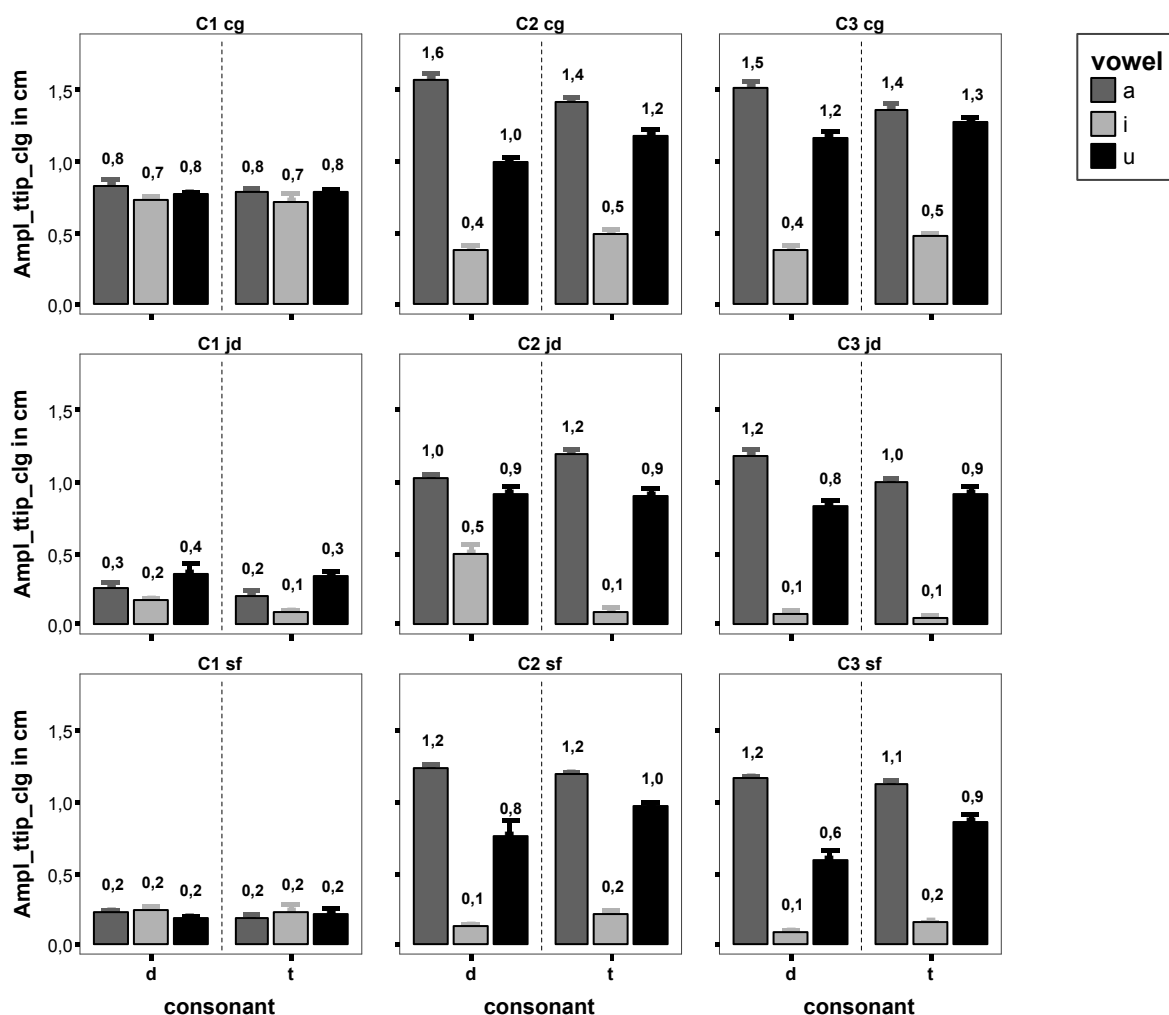 C1 cg
C2 cg
C3 cg
vowel
a
i
u
Ampl_ttip_clg in cm
1,5
1,0
0,5
0,0
0,8
0,7
0,8
0,8
0,7
0,8
1,6
0,4
1,0
1,4
0,5
1,2
1,5
0,4
1,2
1,4
0,5
1,3
C1 jd
C2 jd
C3 jd
Ampl_ttip_clg in cm
1,5
1,0
0,5
0,0
0,3
0,2
0,4
0,2
0,1
0,3
1,0
0,5
0,9
1,2
0,1
0,9
1,2
0,1
0,8
1,0
0,1
0,9
C1 sf
C2 sf
C3 sf
Ampl_ttip_clg in cm
1,5
1,0
0,5
0,0
0,2
0,2
0,2
0,2
0,2
0,2
1,2
0,1
0,8
1,2
0,2
1,0
1,2
0,1
0,6
1,1
0,2
0,9
d
t
d
t
d
t
consonant
consonant
consonant